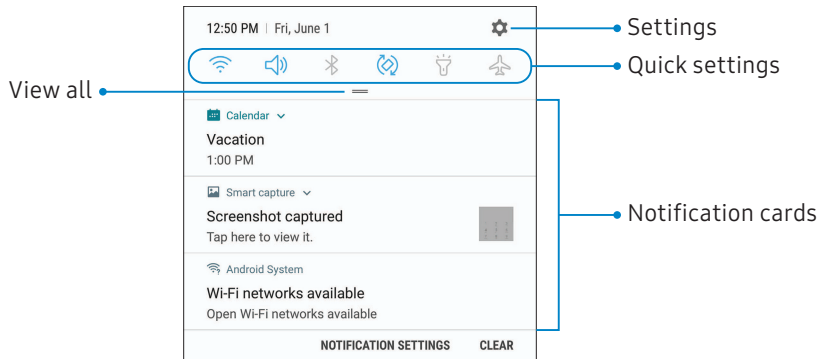 12:50 PM | Fri, June 1
Settings
Quick settings
View all
Calendar
Vacation
1:00 PM
Smart capture
Screenshot captured
Tap here to view it.
Notification cards
Android System
Wi-Fi networks available
Open Wi-Fi networks available
NOTIFICATION SETTINGS CLEAR